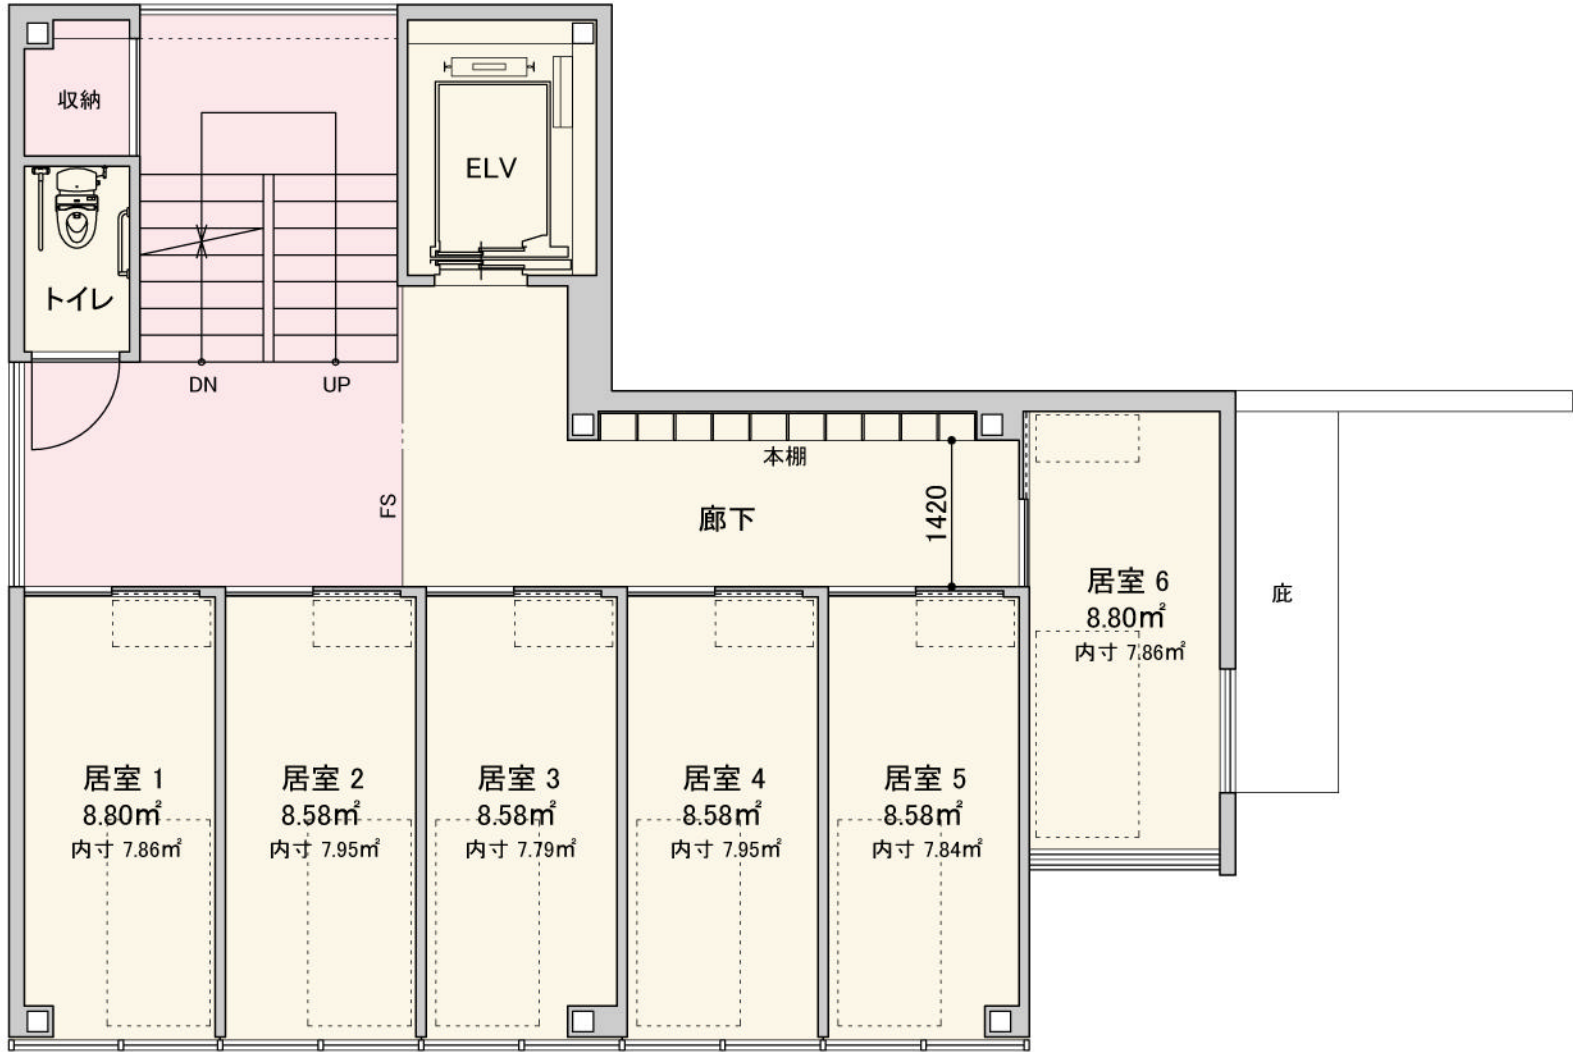 収納
ELV
トイレ
DN
UP
本棚
FS
廊下
1420
居室 6
8.80㎡
内寸 7.86㎡
庇
居室 1
8.80㎡
内寸 7.86㎡
居室 2
8.58㎡
内寸 7.95㎡
居室 3
8.58㎡
内寸 7.79㎡
居室 4
8.58㎡
内寸 7.95㎡
居室 5
8.58㎡
内寸 7.84㎡